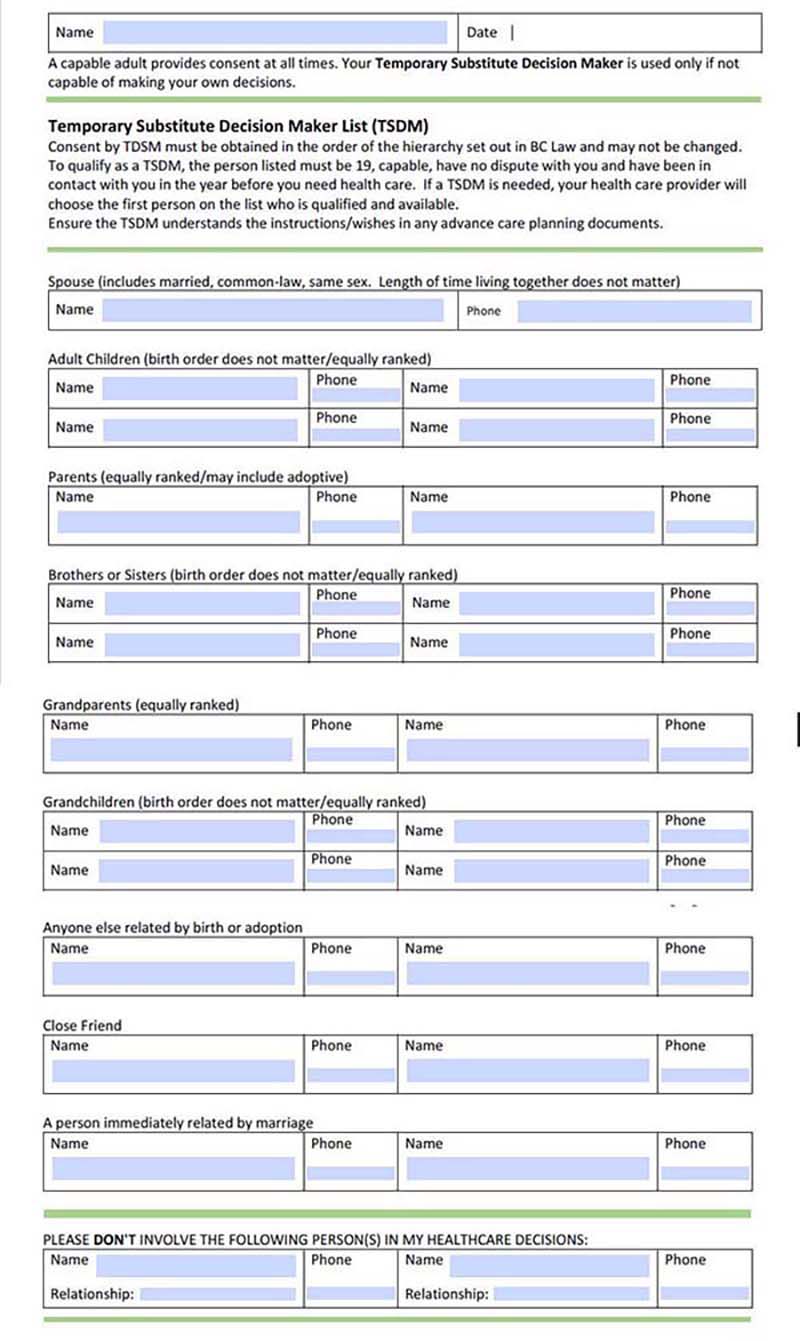 Name Date
A capable adult provides consent at all times. Your Temporary Substitute Decision Maker is used only if not
capable of making your own decisions.
Temporary Substitute Decision Maker List (TSDM)
Consent by TDSM must be obtained in the order of the hierarchy set out in BC Law and may not be changed.
To qualify as a TSDM, the person listed must be 19, capable, have no dispute with you and have been in
contact with you in the year before you need health care. If a TSDM is needed, your health care provider will
choose the first person on the list who is qualified and available.
Ensure the TSDM understands the instructions/wishes in any advance care planning documents.
Spouse (includes married, common-law, same sex. Length of time living together does not matter)
Name Phone
Adult Children (birth order does not matter/equally ranked)
Name Phone Name Phone
Name Phone Name Phone
Parents (equally ranked/may include adoptive)
Name Phone Name Phone
Brothers or Sisters (birth order does not matter/equally ranked)
Name Phone Name Phone
Name Phone Name Phone
Grandparents (equally ranked)
Name Phone Name Phone
Grandchildren (birth order does not matter/equally ranked)
Name Phone Name Phone
Name Phone Name Phone
Anyone else related by birth or adoption
Name Phone Name Phone
Close Friend
Name Phone Name Phone
A person immediately related by marriage
Name Phone Name Phone
PLEASE DON'T INVOLVE THE FOLLOWING PERSON(S) IN MY HEALTHCARE DECISIONS:
Name Phone Name Phone
Relationship: Relationship: